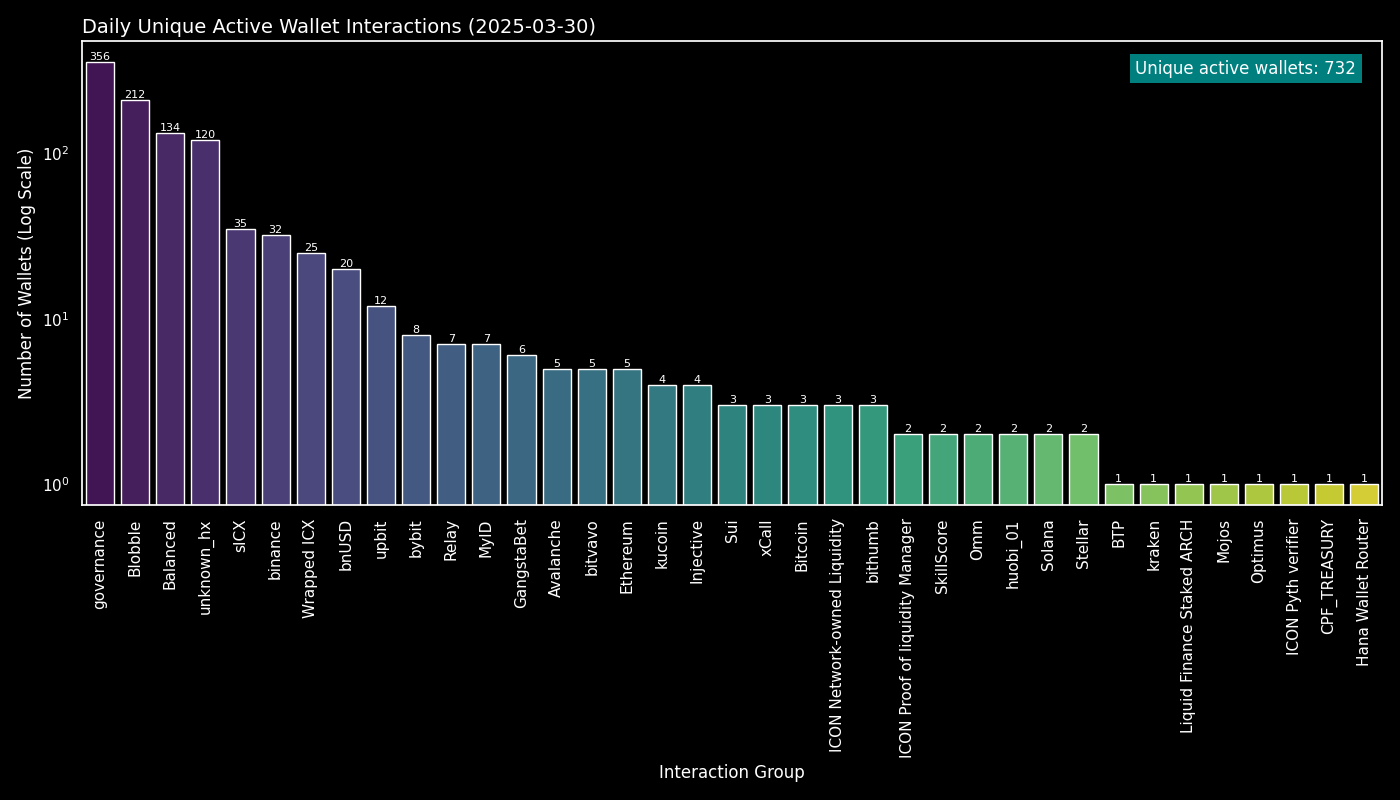 Daily Unique Active Wallet Interactions (2025-03-30)
Unique active wallets: 732
Number of Wallets (Log Scale)
10²
10¹
10⁰
356
212
134
120
35
32
25
20
12
8
7
7
6
5
5
5
4
4
3
3
3
3
3
2
2
2
2
2
2
1
1
1
1
1
1
1
1
governance
Blobble
Balanced
unknown_hx
sICX
binance
Wrapped ICX
bnUSD
upbit
bybit
Relay
MyID
GangstaBet
Avalanche
bitvavo
Ethereum
kucoin
Injective
Sui
xCall
Bitcoin
ICON Network-owned Liquidity
bithumb
ICON Proof of liquidity Manager
SkillScore
Omm
huobi_01
Solana
Stellar
BTP
kraken
Liquid Finance Staked ARCH
Mojos
Optimus
ICON Pyth verifier
CPF_TREASURY
Hana Wallet Router
Interaction Group